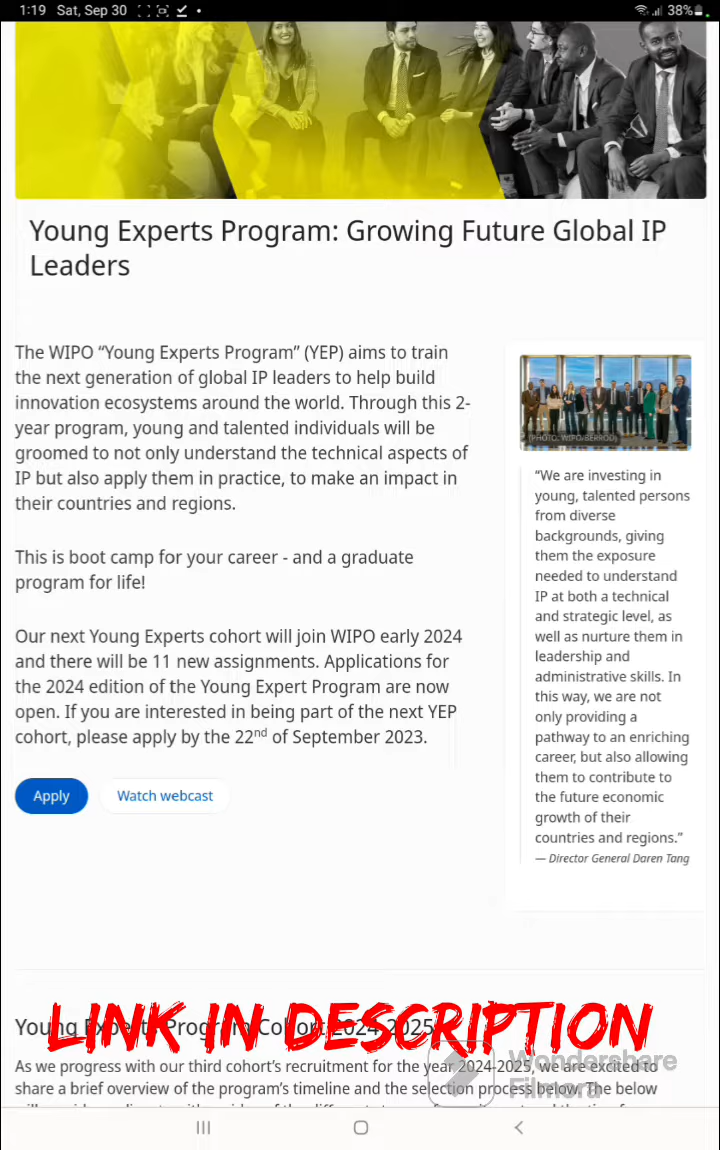 1:19 Sat, Sep 30
38%
Young Experts Program: Growing Future Global IP
Leaders
The WIPO “Young Experts Program” (YEP) aims to train
the next generation of global IP leaders to help build
innovation ecosystems around the world. Through this 2-
year program, young and talented individuals will be
groomed to not only understand the technical aspects of
IP but also apply them in practice, to make an impact in
their countries and regions.
This is boot camp for your career - and a graduate
program for life!
Our next Young Experts cohort will join WIPO early 2024
and there will be 11 new assignments. Applications for
the 2024 edition of the Young Expert Program are now
open. If you are interested in being part of the next YEP
cohort, please apply by the 22nd of September 2023.
Apply
Watch webcast
(PHOTO: WIPO/BERROD)
“We are investing in
young, talented persons
from diverse
backgrounds, giving
them the exposure
needed to understand
IP at both a technical
and strategic level, as
well as nurture them in
leadership and
administrative skills. In
this way, we are not
only providing a
pathway to an enriching
career, but also allowing
them to contribute to
the future economic
growth of their
countries and regions.”
— Director General Daren Tang
LINK IN DESCRIPTION
Young Experts Program Cohort 2024-2025
As we progress with our third cohort’s recruitment for the year 2024-2025, we are excited to
share a brief overview of the program’s timeline and the selection process below. The below
Wondershare
Filmora